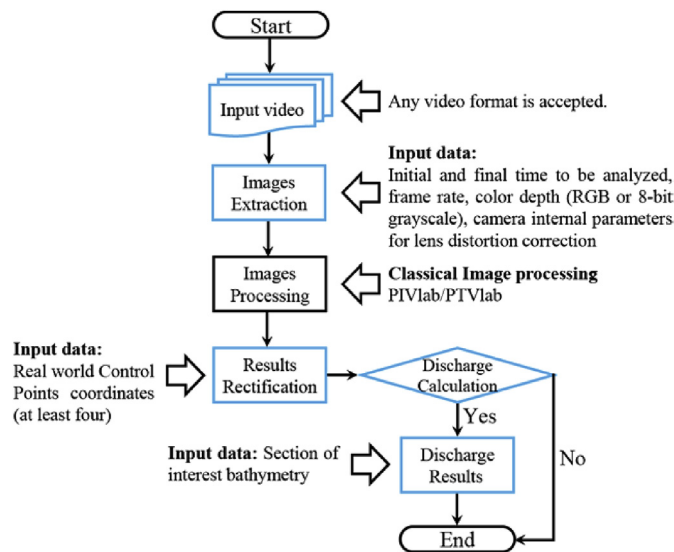 Start
Input video
Any video format is accepted.
Input data:
Initial and final time to be analyzed,
frame rate, color depth (RGB or 8-bit
grayscale), camera internal parameters
for lens distortion correction
Images
Extraction
Images
Processing
Classical Image processing
PIVlab/PTVlab
Input data:
Real world Control
Points coordinates
(at least four)
Results
Rectification
Discharge
Calculation
Yes
No
Input data: Section of
interest bathymetry
Discharge
Results
End